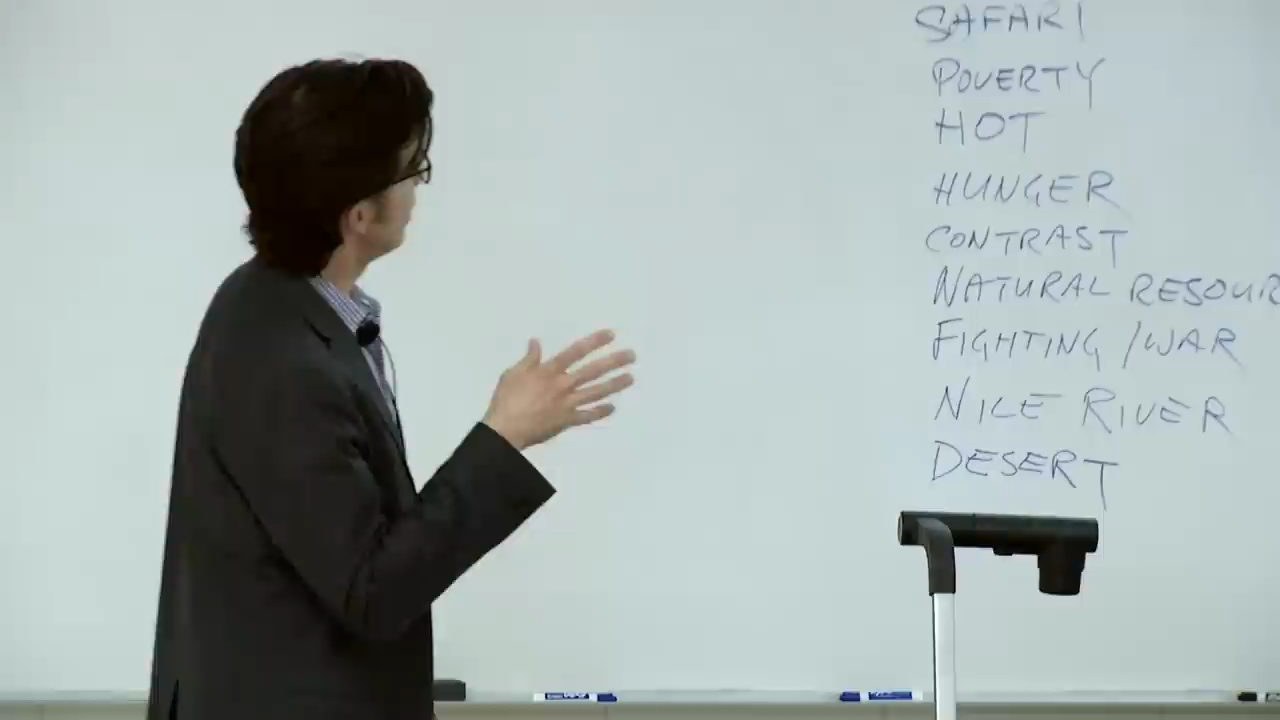 SAFARI
POVERTY
HOT
HUNGER
CONTRAST
NATURAL RESOUR
FIGHTING / WAR
NILE RIVER
DESERT